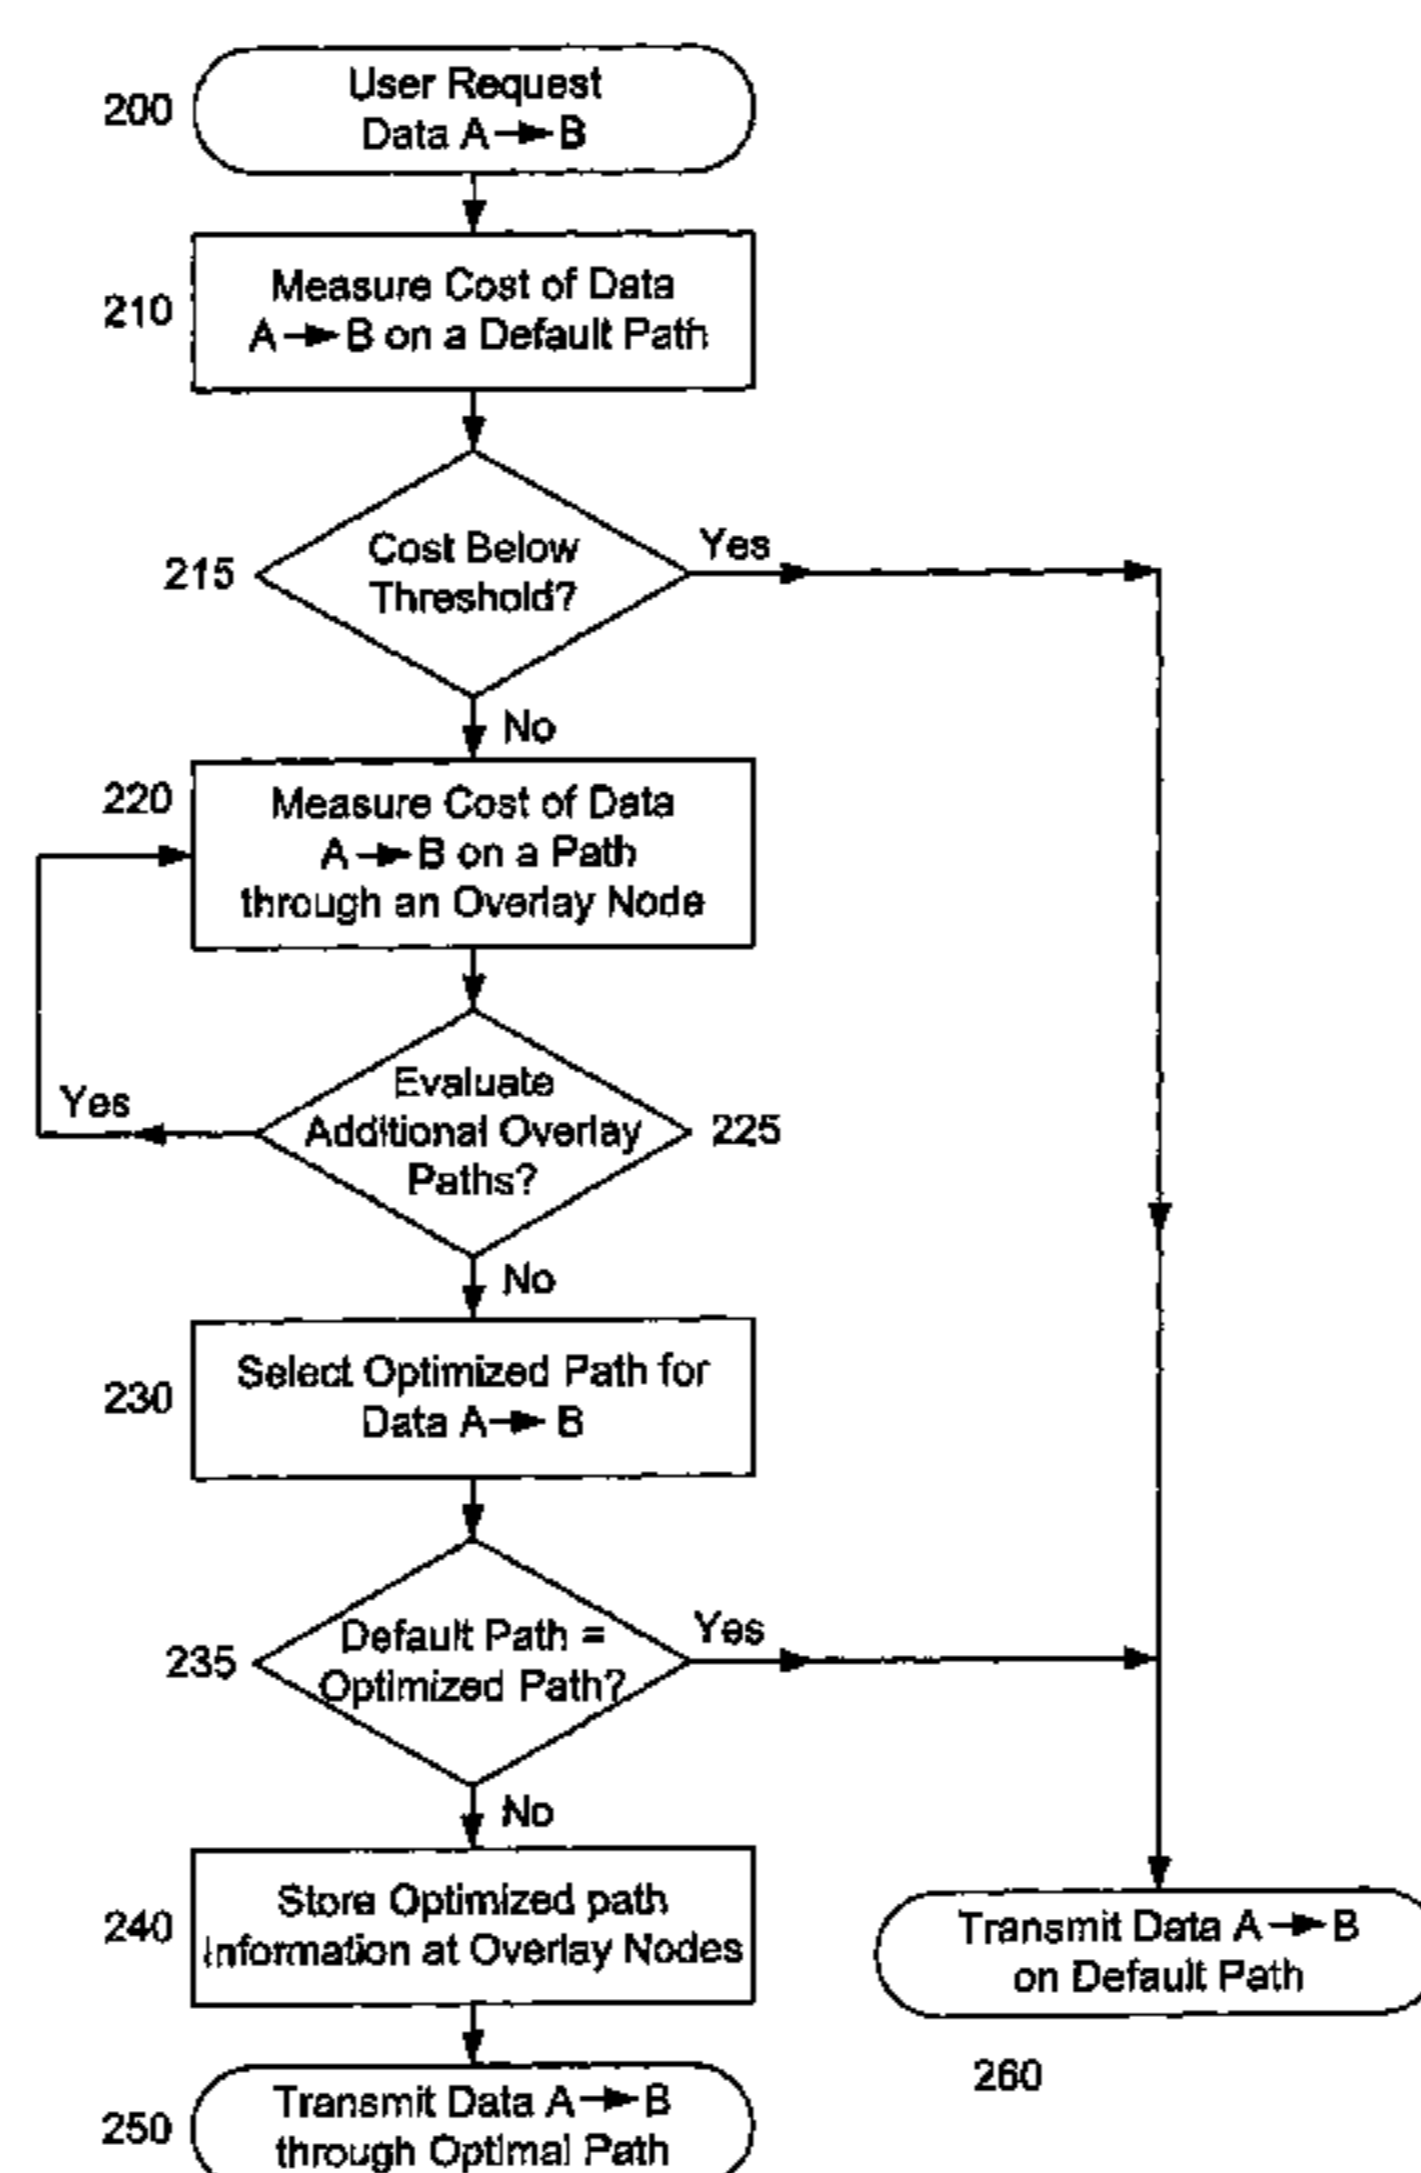 200
User Request
Data A → B
210
Measure Cost of Data
A → B on a Default Path
215
Cost Below
Threshold?
Yes
No
220
Measure Cost of Data
A → B on a Path
through an Overlay Node
Yes
Evaluate
Additional Overlay
Paths?
225
No
230
Select Optimized Path for
Data A → B
235
Default Path =
Optimized Path?
Yes
No
240
Store Optimized path
Information at Overlay Nodes
Transmit Data A → B
on Default Path
260
250
Transmit Data A → B
through Optimal Path